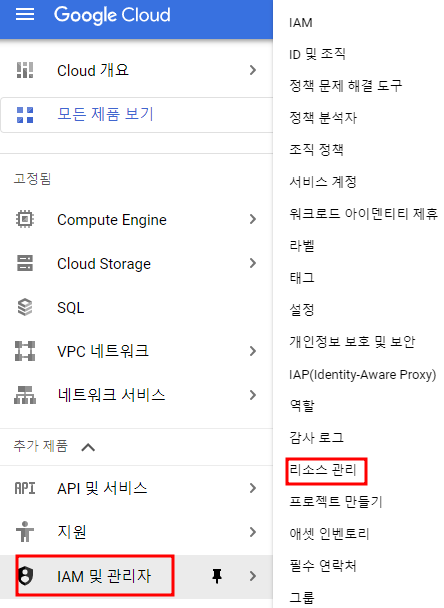 Google Cloud
Cloud 개요
모든 제품 보기
고정됨
Compute Engine
Cloud Storage
SQL
VPC 네트워크
네트워크 서비스
추가 제품
API API 및 서비스
지원
IAM 및 관리자
IAM
ID 및 조직
정책 문제 해결 도구
정책 분석자
조직 정책
서비스 계정
워크로드 아이덴티티 제휴
라벨
태그
설정
개인정보 보호 및 보안
IAP(Identity-Aware Proxy)
역할
감사 로그
리소스 관리
프로젝트 만들기
애셋 인벤토리
필수 연락처
그룹